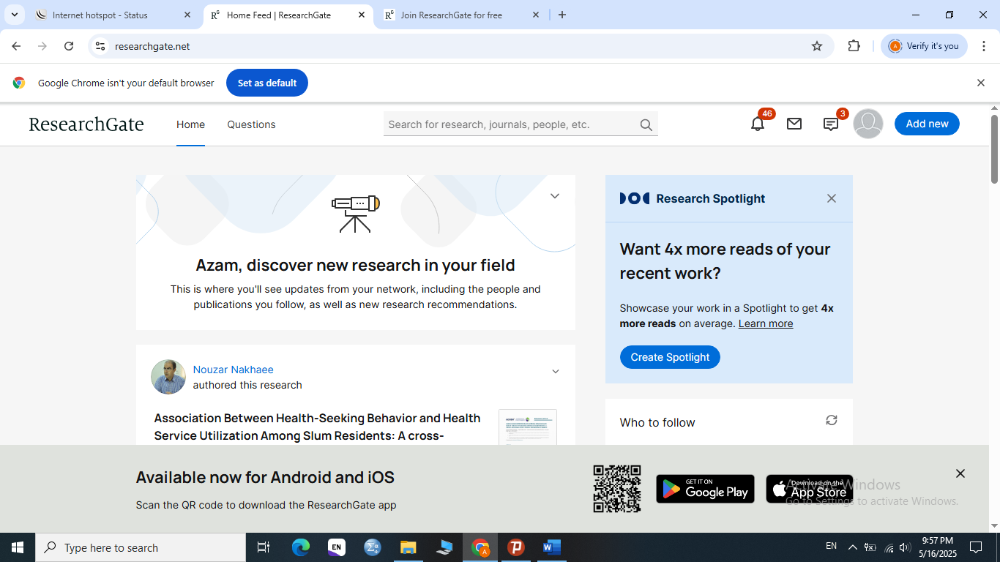 Internet hotspot - Status
Home Feed | ResearchGate
Join ResearchGate for free
researchgate.net
Verify it's you
Google Chrome isn't your default browser
Set as default
ResearchGate
Home
Questions
Search for research, journals, people, etc.
46
3
Add new
Azam, discover new research in your field
This is where you'll see updates from your network, including the people and
publications you follow, as well as new research recommendations.
Research Spotlight
Want 4x more reads of your
recent work?
Showcase your work in a Spotlight to get 4x
more reads on average. Learn more
Create Spotlight
Nouzar Nakhaee
authored this research
Association Between Health-Seeking Behavior and Health
Service Utilization Among Slum Residents: A cross-
Who to follow
Available now for Android and iOS
Scan the QR code to download the ResearchGate app
GET IT ON
Google Play
Download on the
App Store
Activate Windows
Go to Settings to activate Windows.
Type here to search
EN
EN
9:57 PM
5/16/2025